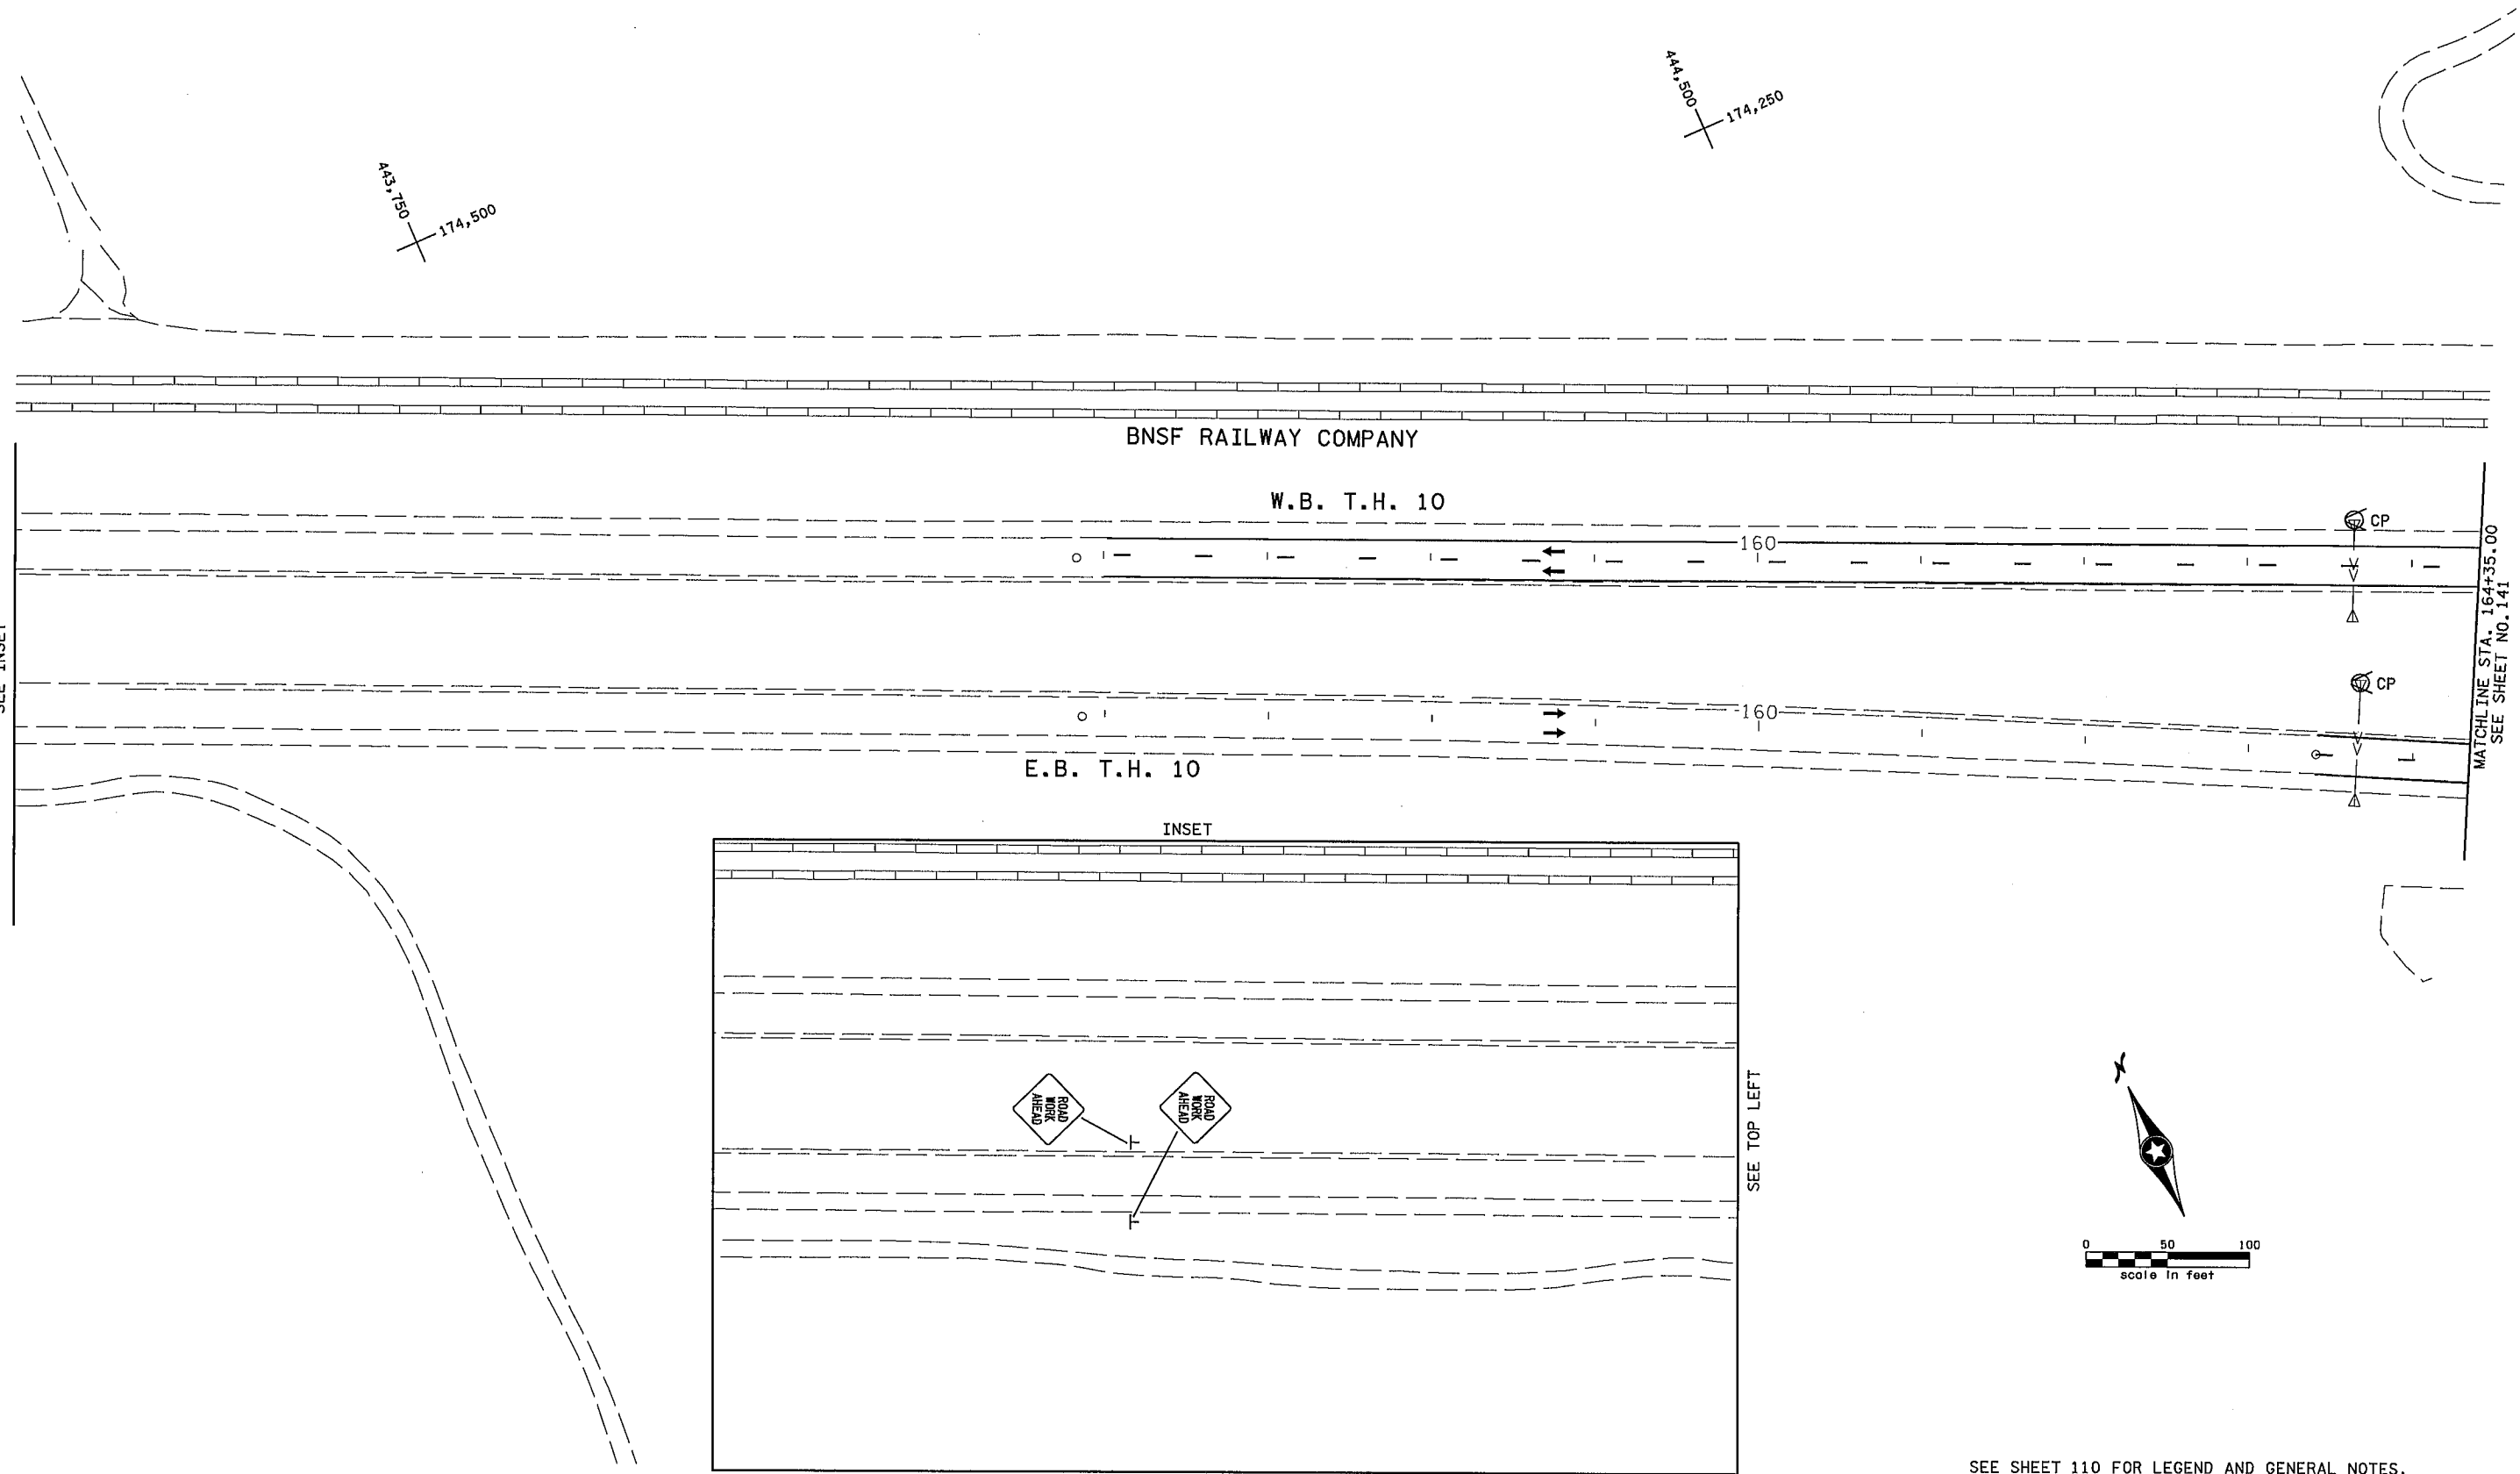 444,500
174,250
443,750
174,500
BNSF RAILWAY COMPANY
W.B. T.H. 10
CP
160
MATCHLINE STA. 164+35.00
SEE SHEET NO.141
SEE INSET
CP
160
E.B. T.H. 10
INSET
ROAD
WORK
AHEAD
ROAD
WORK
AHEAD
SEE TOP LEFT
N
0 50 100
scale in feet
SEE SHEET 110 FOR LEGEND AND GENERAL NOTES.